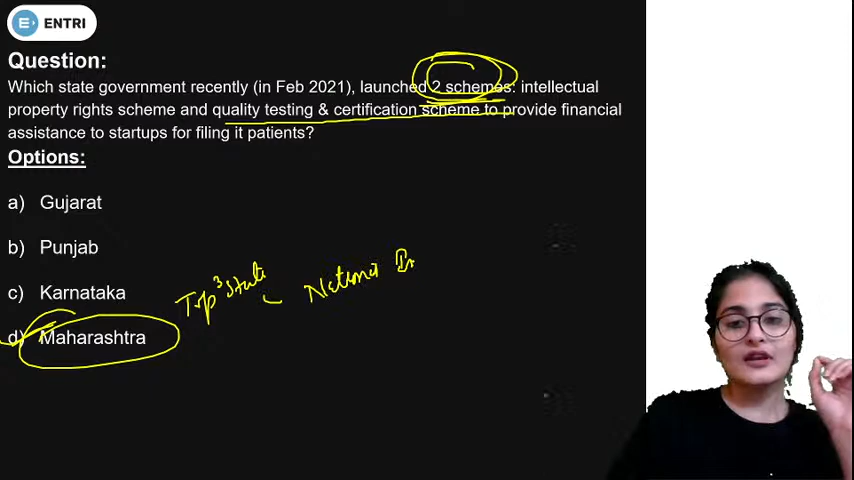 ENTRI
Question:
Which state government recently (in Feb 2021), launched 2 schemes: intellectual
property rights scheme and quality testing & certification scheme to provide financial
assistance to startups for filing it patients?
Options:
a) Gujarat
b) Punjab
c) Karnataka
d) Maharashtra
Top 3 State